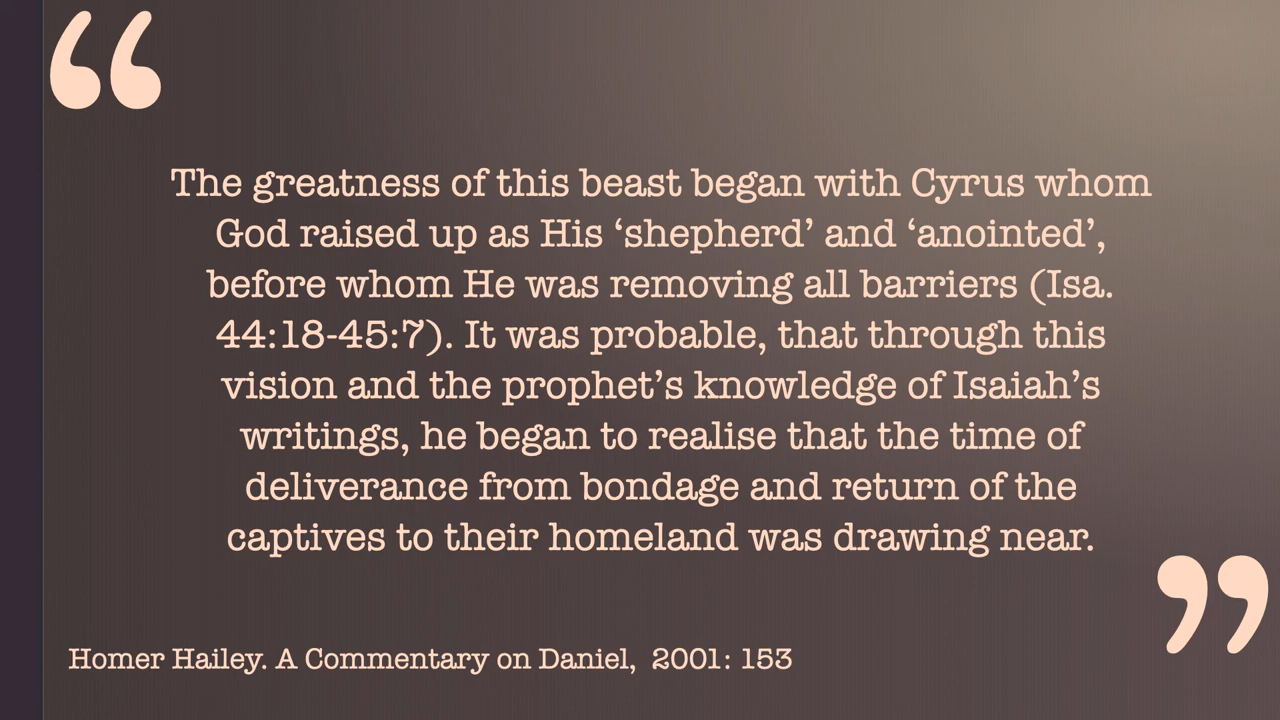 “
The greatness of this beast began with Cyrus whom
God raised up as His ‘shepherd’ and ‘anointed’,
before whom He was removing all barriers (Isa.
44:18-45:7). It was probable, that through this
vision and the prophet’s knowledge of Isaiah’s
writings, he began to realise that the time of
deliverance from bondage and return of the
captives to their homeland was drawing near.
”
Homer Hailey. A Commentary on Daniel,  2001: 153